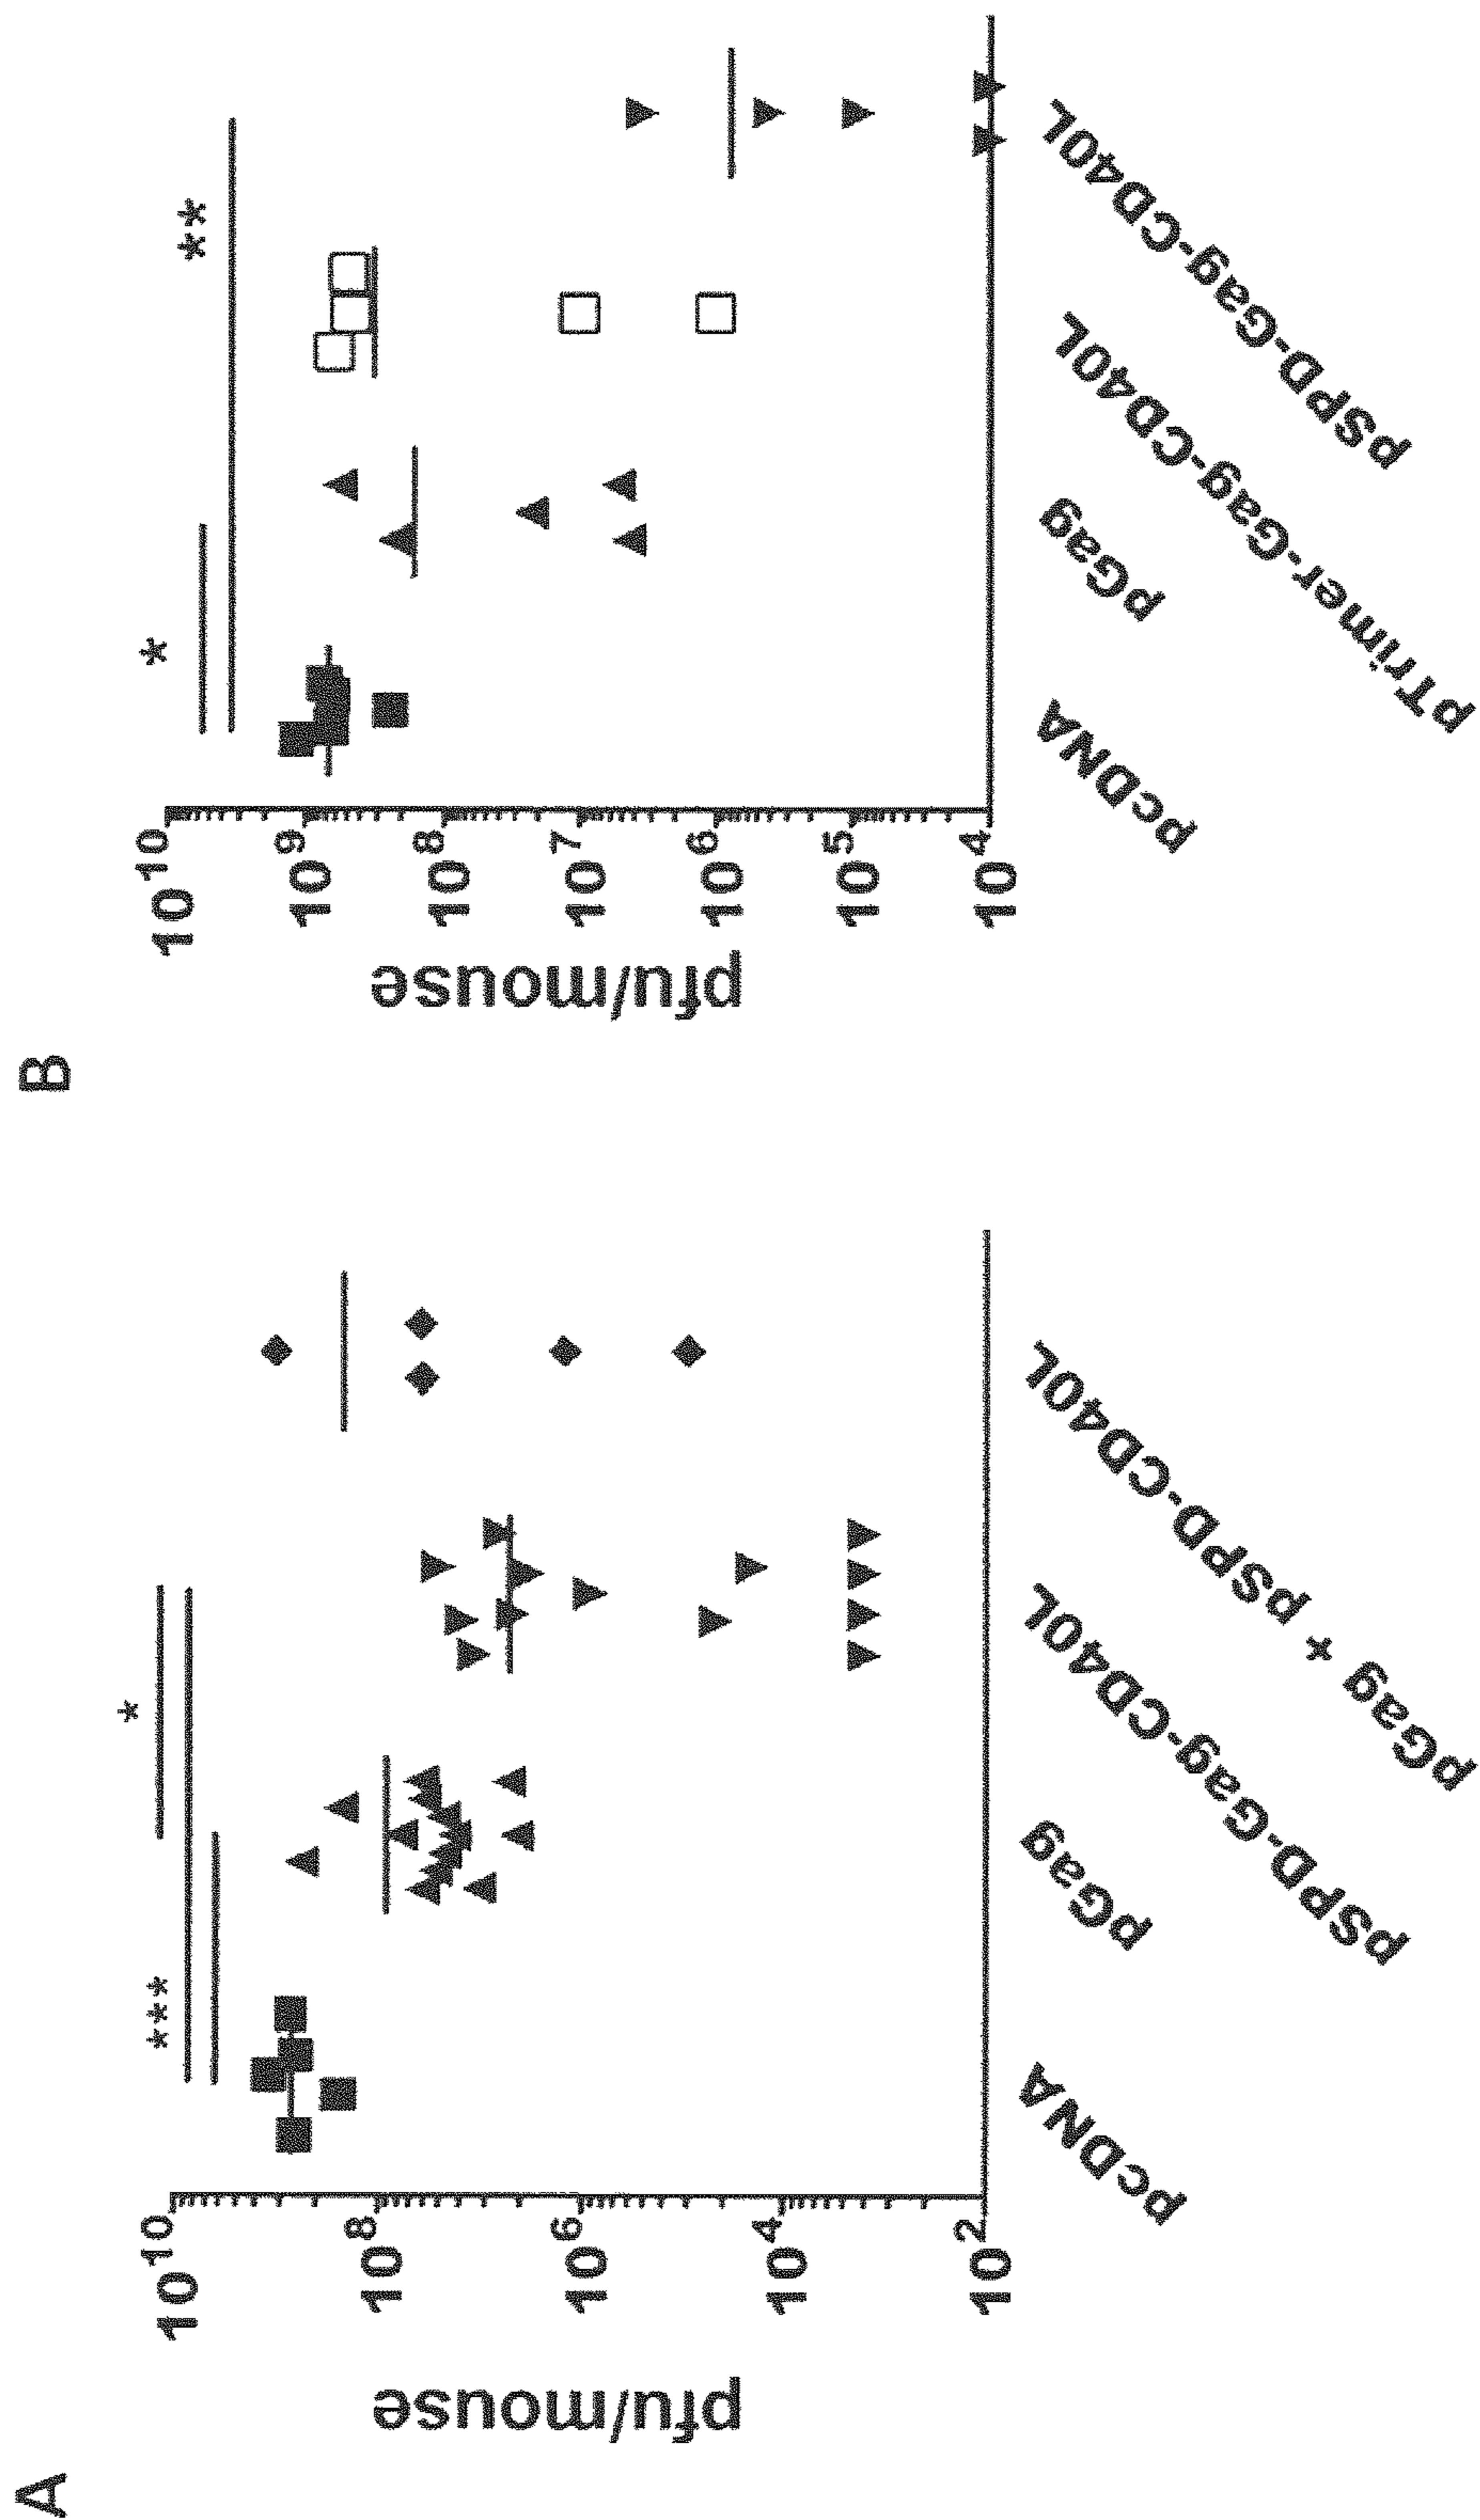 A
pfu/mouse
10^10
10^8
10^6
10^4
10^2
***
*
pcDNA
pGag
pSPD-Gag-CD40L
pGag + pSPD-CD40L
B
pfu/mouse
10^10
10^9
10^8
10^7
10^6
10^5
10^4
*
**
pcDNA
pGag
pTrimer-Gag-CD40L
pSPD-Gag-CD40L